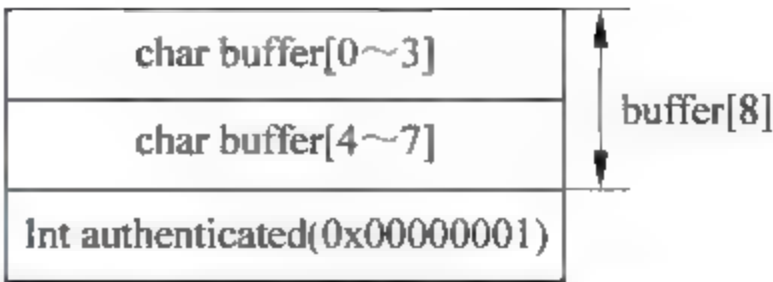 char buffer[0～3]
buffer[8]
char buffer[4～7]
Int authenticated(0x00000001)